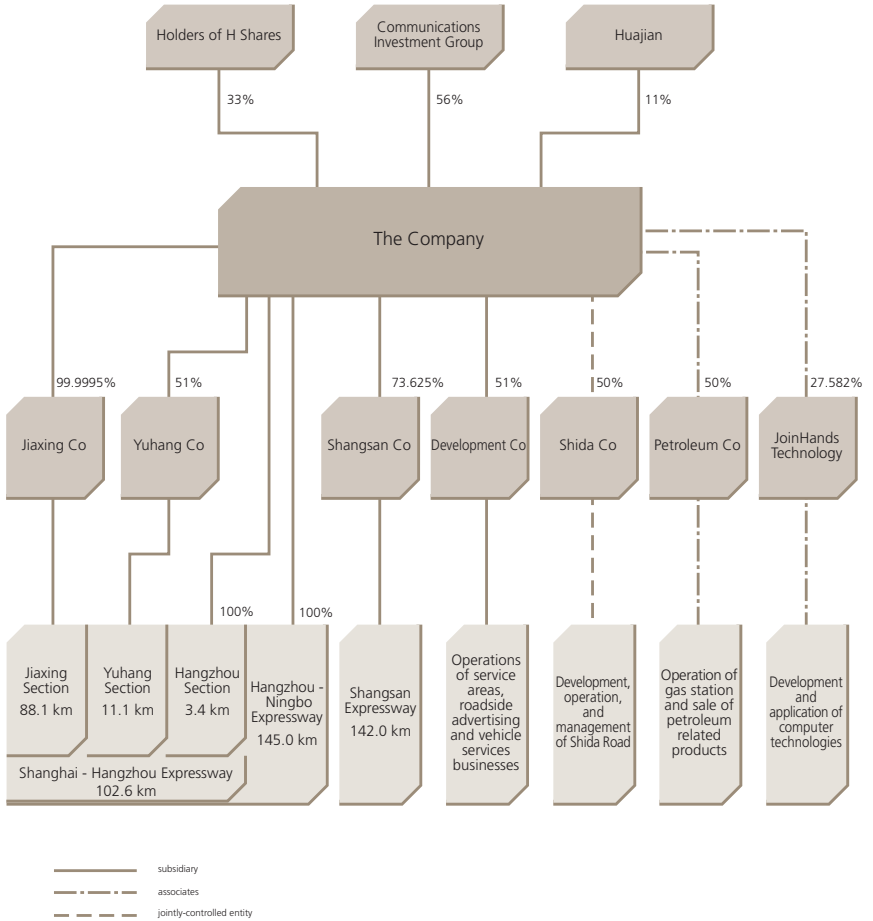 Holders of H Shares
Communications
Investment Group
Huajian
33%
56%
11%
The Company
99.9995%
51%
73.625%
51%
50%
50%
27.582%
Jiaxing Co
Yuhang Co
Shangsan Co
Development Co
Shida Co
Petroleum Co
JoinHands
Technology
100%
100%
Jiaxing
Section
88.1 km
Yuhang
Section
11.1 km
Hangzhou
Section
3.4 km
Hangzhou -
Ningbo
Expressway
145.0 km
Shangsan
Expressway
142.0 km
Operations
of service
areas,
roadside
advertising
and vehicle
services
businesses
Development,
operation,
and
management
of Shida Road
Operation of
gas station
and sale of
petroleum
related
products
Development
and
application of
computer
technologies
Shanghai - Hangzhou Expressway
102.6 km
subsidiary
associates
jointly-controlled entity